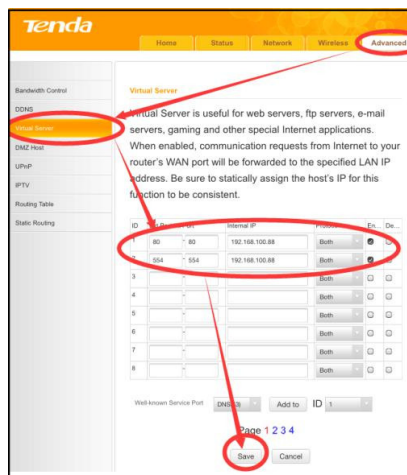 Tenda
Home Status Network Wireless Advanced
Bandwidth Control
DDNS
Virtual Server
DMZ Host
UPnP
IPTV
Routing Table
Static Routing
Virtual Server
Virtual Server is useful for web servers, ftp servers, e-mail
servers, gaming and other special Internet applications.
When enabled, communication requests from Internet to your
router's WAN port will be forwarded to the specified LAN IP
address. Be sure to statically assign the host's IP for this
function to be consistent.
ID Internal IP En... De...
1 80 - 80 192.168.100.88 Both
2 554 - 554 192.168.100.88 Both
3 - Both
4 - Both
5 - Both
6 - Both
7 - Both
8 - Both
Well-known Service Port Add to ID 1
Page 1 2 3 4
Save Cancel